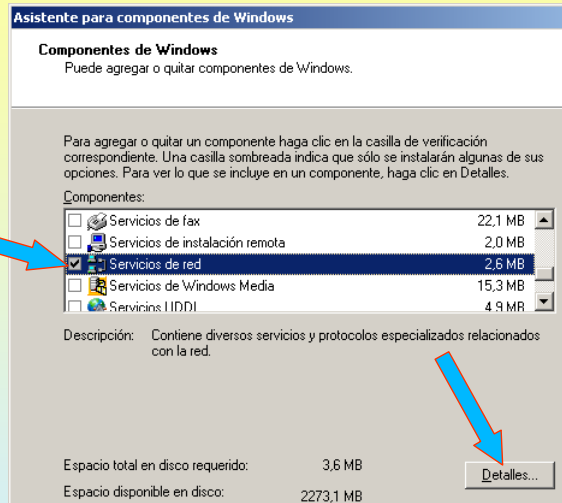 Asistente para componentes de Windows
Componentes de Windows
Puede agregar o quitar componentes de Windows.
Para agregar o quitar un componente haga clic en la casilla de verificación
correspondiente. Una casilla sombreada indica que sólo se instalarán algunas de sus
opciones. Para ver lo que se incluye en un componente, haga clic en Detalles.
Componentes:
Servicios de fax 22,1 MB
Servicios de instalación remota 2,0 MB
Servicios de red 2,6 MB
Servicios de Windows Media 15,3 MB
Servicios UDDI 4,9 MB
Descripción: Contiene diversos servicios y protocolos especializados relacionados
con la red.
Espacio total en disco requerido: 3,6 MB
Detalles...
Espacio disponible en disco: 2273,1 MB